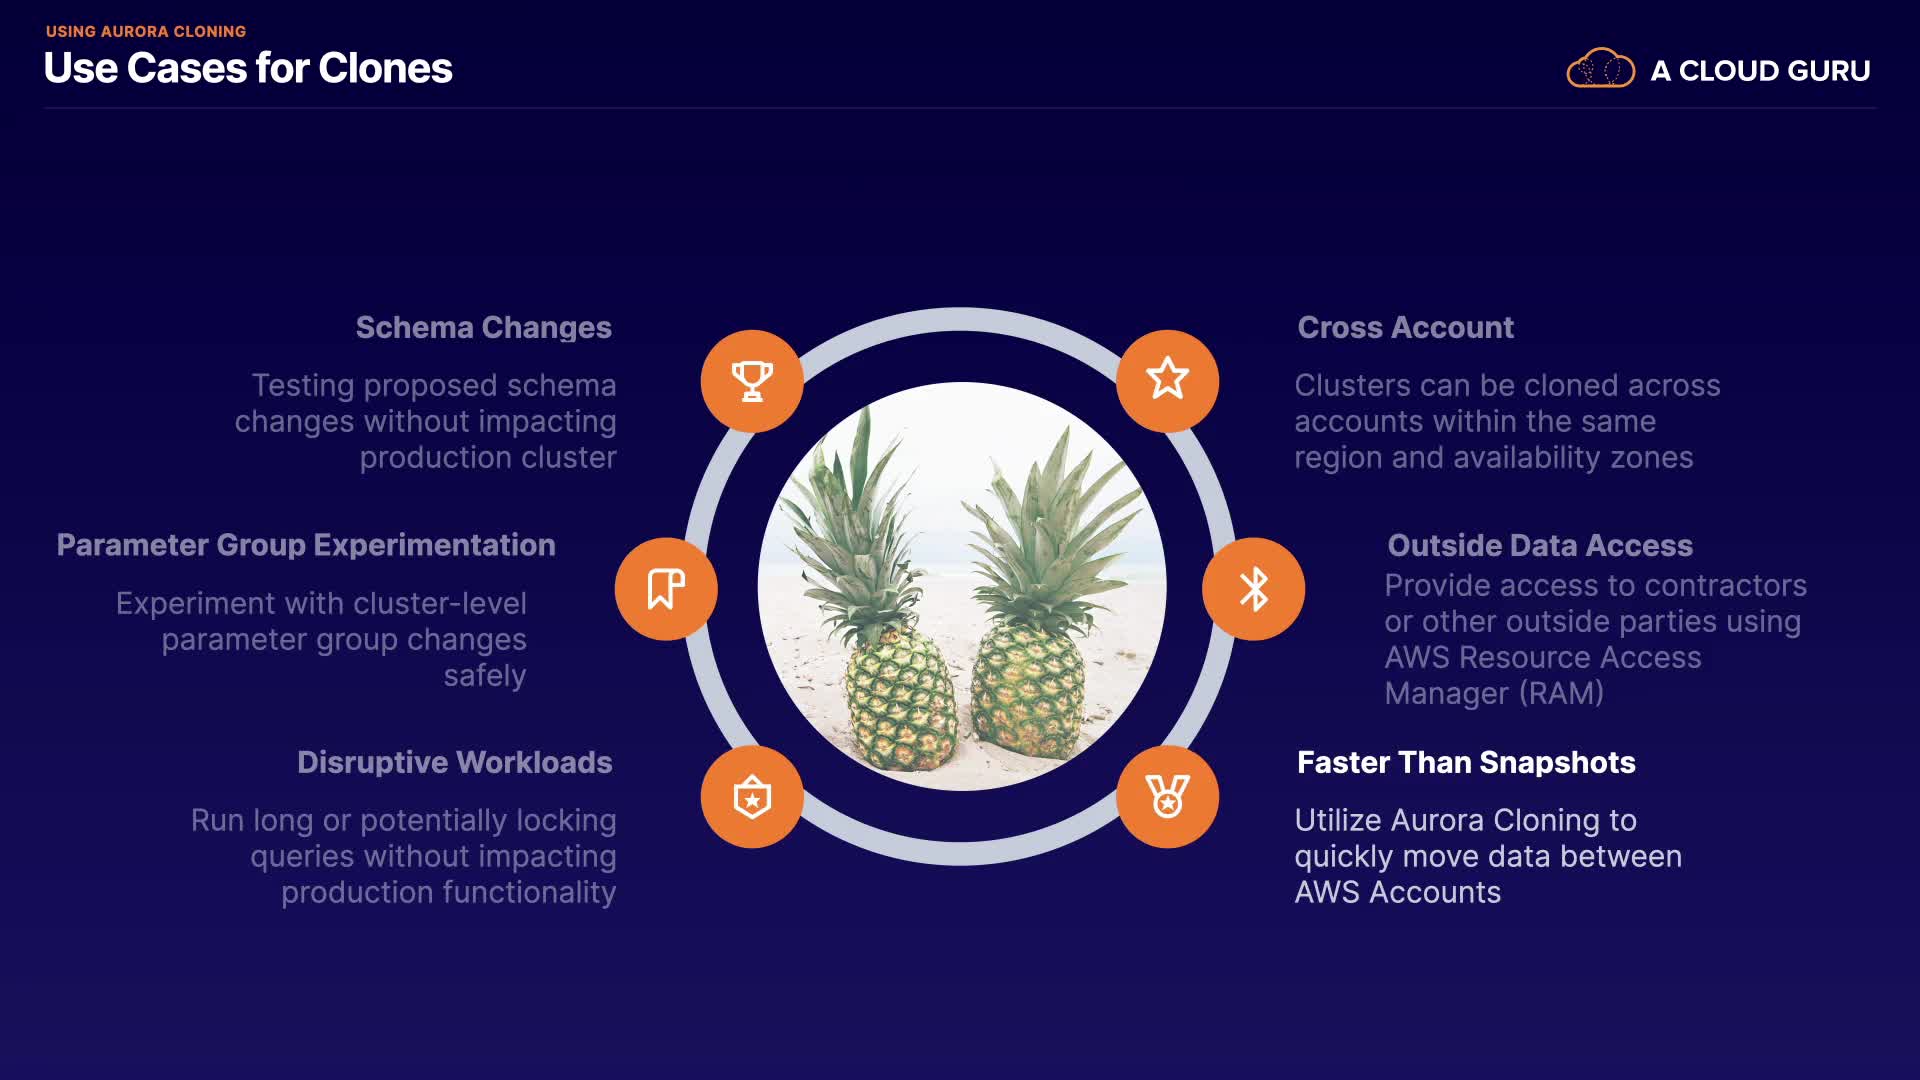 USING AURORA CLONING
Use Cases for Clones
A CLOUD GURU
Schema Changes
Testing proposed schema
changes without impacting
production cluster
Parameter Group Experimentation
Experiment with cluster-level
parameter group changes
safely
Disruptive Workloads
Run long or potentially locking
queries without impacting
production functionality
Cross Account
Clusters can be cloned across
accounts within the same
region and availability zones
Outside Data Access
Provide access to contractors
or other outside parties using
AWS Resource Access
Manager (RAM)
Faster Than Snapshots
Utilize Aurora Cloning to
quickly move data between
AWS Accounts